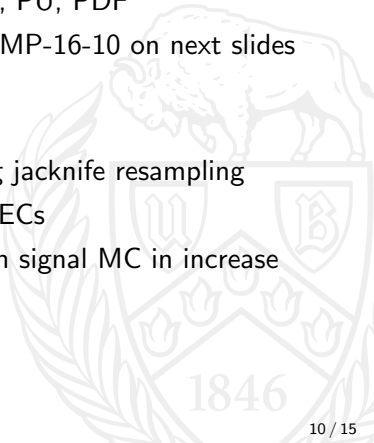 , PU, PDF
MP-16-10 on next slides
g jacknife resampling
ECs
n signal MC in increase
U B
1846
10 / 15